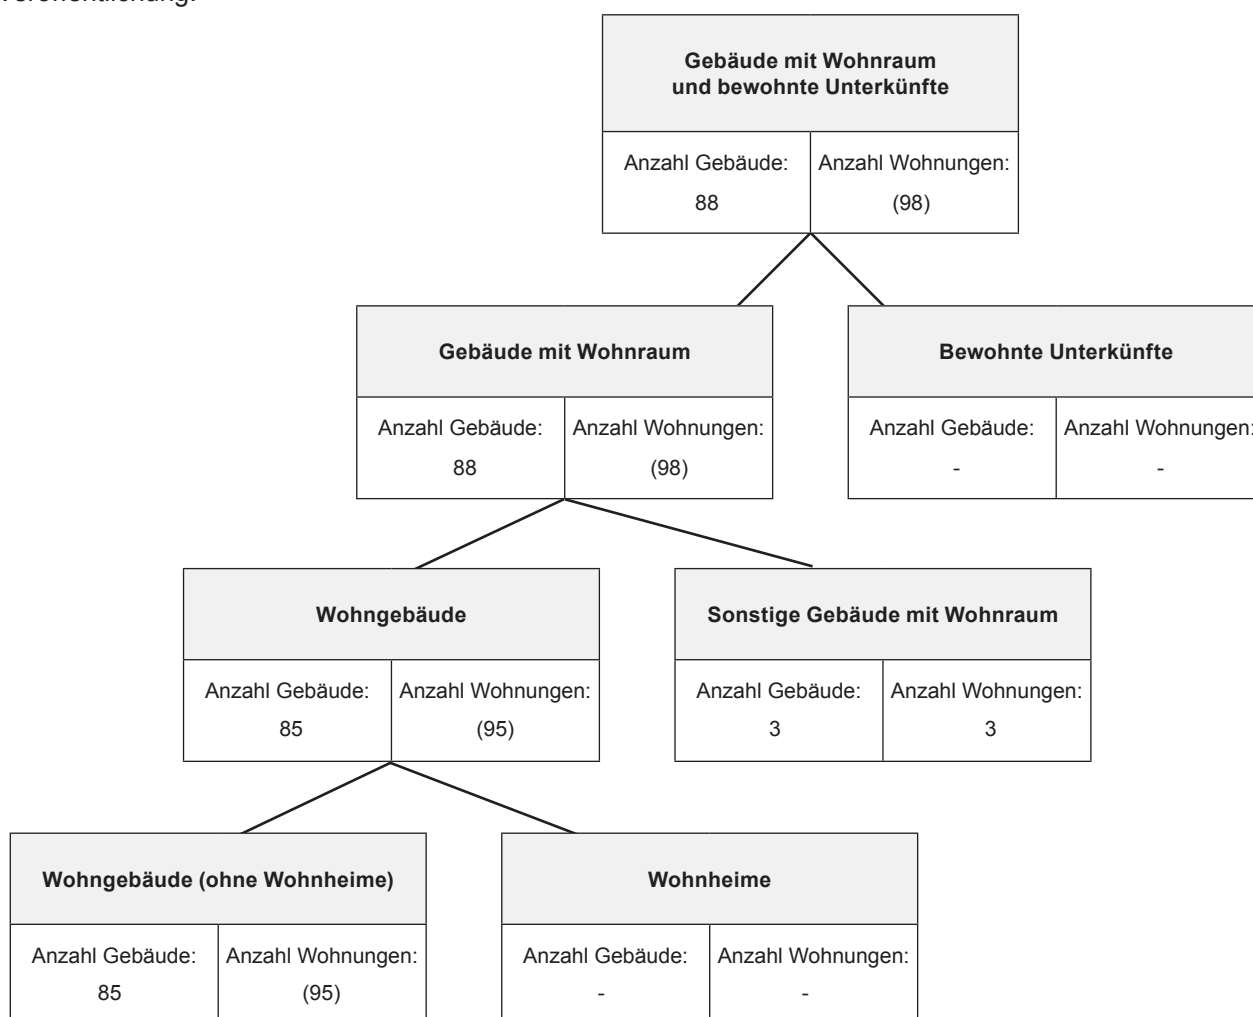 Veröffentlichung.
Gebäude mit Wohnraum
und bewohnte Unterkünfte
Anzahl Gebäude: Anzahl Wohnungen:
88 (98)
Gebäude mit Wohnraum Bewohnte Unterkünfte
Anzahl Gebäude: Anzahl Wohnungen: Anzahl Gebäude: Anzahl Wohnungen:
88 (98) - -
Wohngebäude Sonstige Gebäude mit Wohnraum
Anzahl Gebäude: Anzahl Wohnungen: Anzahl Gebäude: Anzahl Wohnungen:
85 (95) 3 3
Wohngebäude (ohne Wohnheime) Wohnheime
Anzahl Gebäude: Anzahl Wohnungen: Anzahl Gebäude: Anzahl Wohnungen:
85 (95) - -